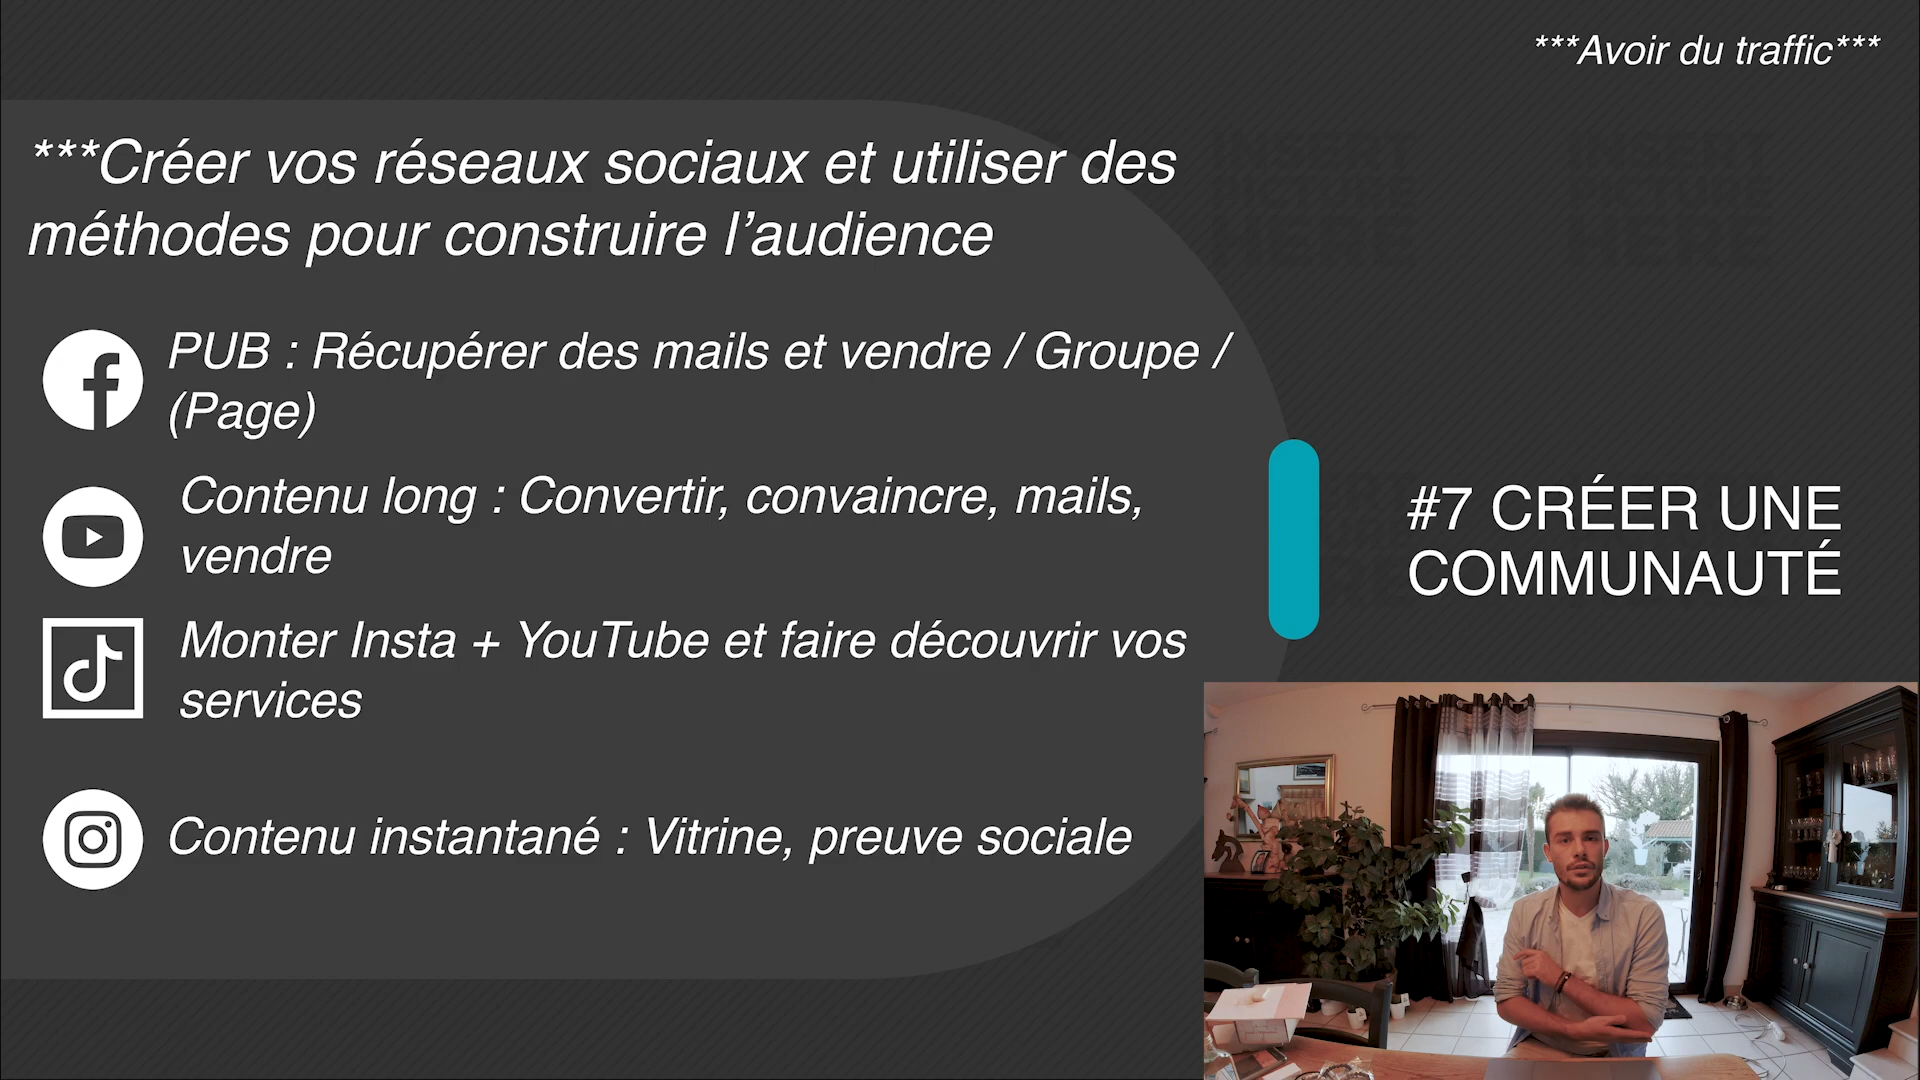 ***Avoir du traffic***
***Créer vos réseaux sociaux et utiliser des
méthodes pour construire l’audience
PUB : Récupérer des mails et vendre / Groupe /
(Page)
Contenu long : Convertir, convaincre, mails,
vendre
Monter Insta + YouTube et faire découvrir vos
services
Contenu instantané : Vitrine, preuve sociale
#7 CRÉER UNE
COMMUNAUTÉ